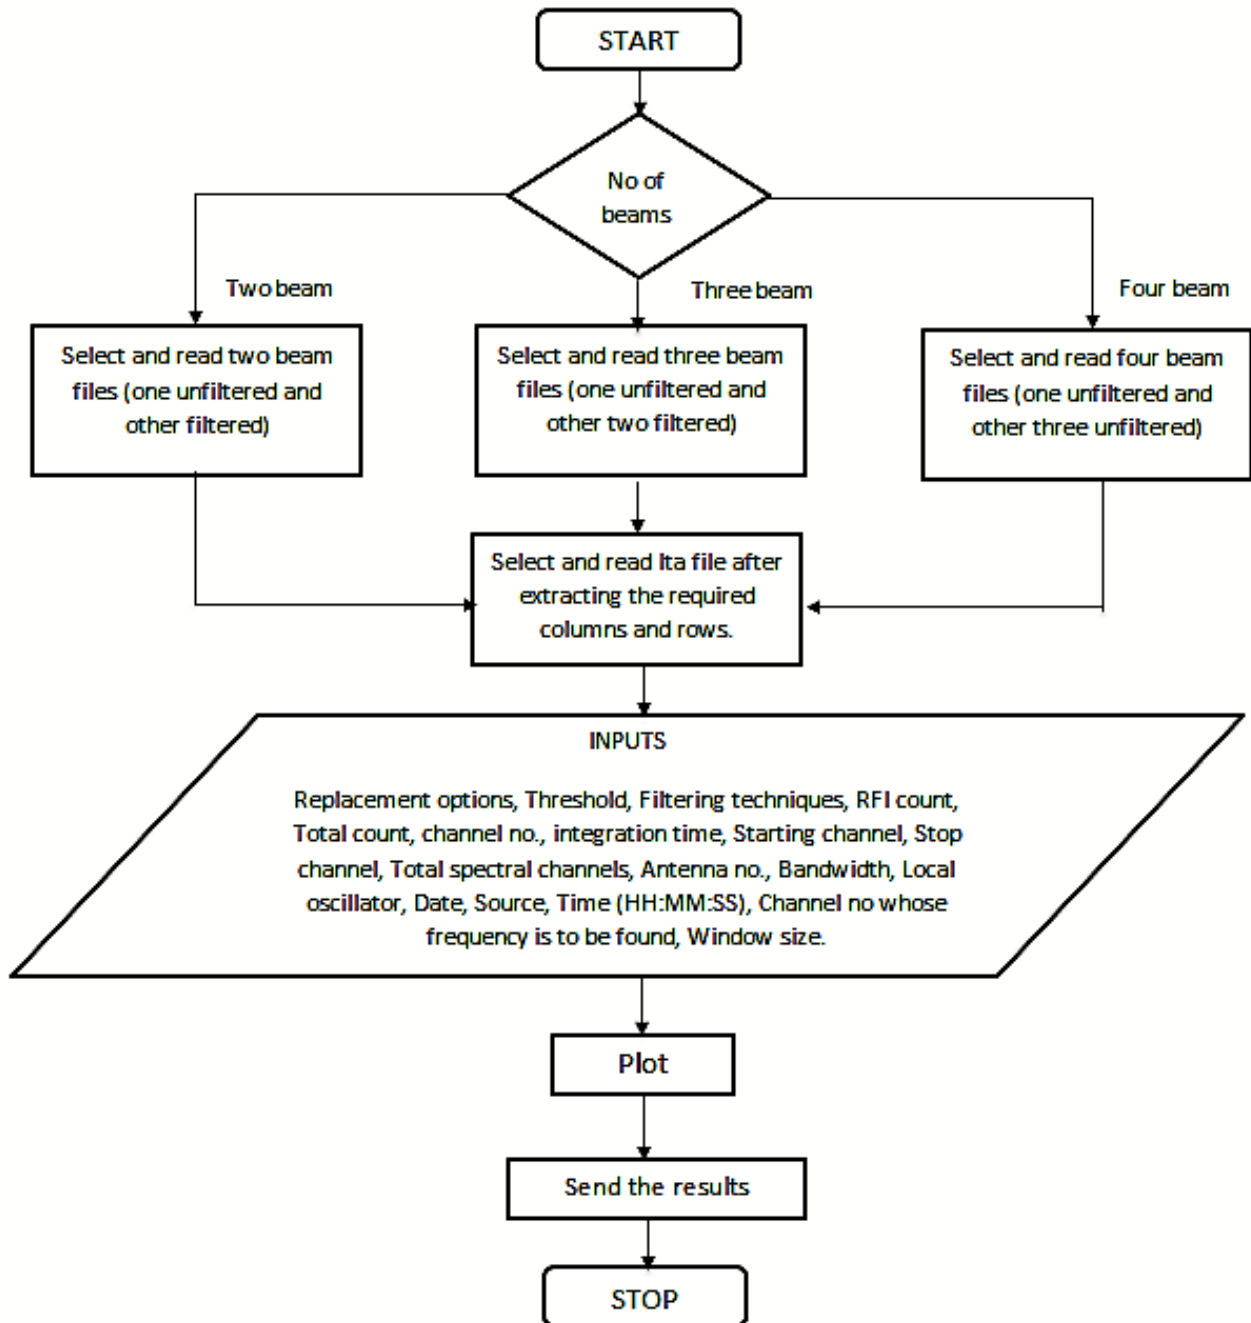 START
No of
beams
Two beam
Three beam
Four beam
Select and read two beam
files (one unfiltered and
other filtered)
Select and read three beam
files (one unfiltered and
other two filtered)
Select and read four beam
files (one unfiltered and
other three unfiltered)
Select and read lta file after
extracting the required
columns and rows.
INPUTS
Replacement options, Threshold, Filtering techniques, RFI count,
Total count, channel no., integration time, Starting channel, Stop
channel, Total spectral channels, Antenna no., Bandwidth, Local
oscillator, Date, Source, Time (HH:MM:SS), Channel no whose
frequency is to be found, Window size.
Plot
Send the results
STOP